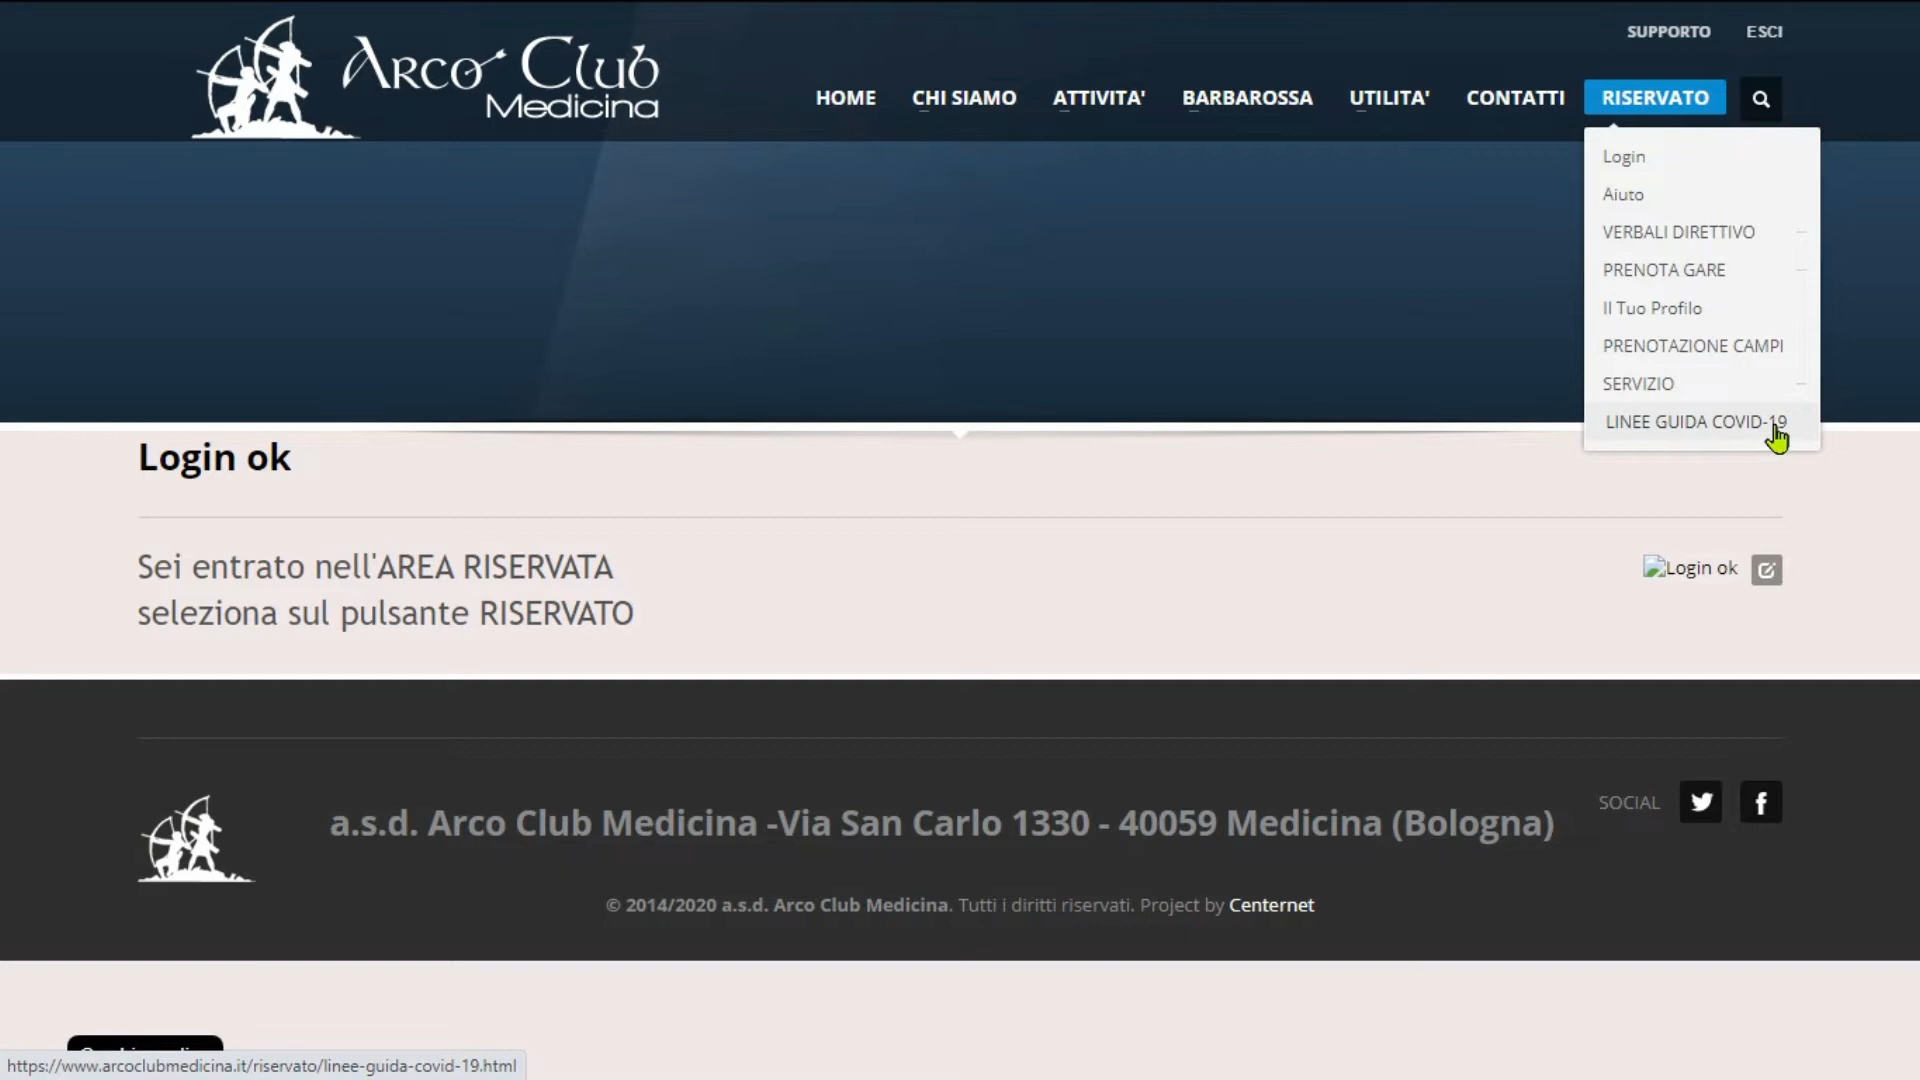 SUPPORTO ESCI
Arco Club
Medicina
HOME CHI SIAMO ATTIVITA' BARBAROSSA UTILITA' CONTATTI RISERVATO
Login
Aiuto
VERBALI DIRETTIVO
PRENOTA GARE
Il Tuo Profilo
PRENOTAZIONE CAMPI
SERVIZIO
LINEE GUIDA COVID-19
Login ok
Sei entrato nell'AREA RISERVATA
seleziona sul pulsante RISERVATO
Login ok
a.s.d. Arco Club Medicina -Via San Carlo 1330 - 40059 Medicina (Bologna)
SOCIAL
© 2014/2020 a.s.d. Arco Club Medicina. Tutti i diritti riservati. Project by Centernet
https://www.arcoclubmedicina.it/riservato/linee-guida-covid-19.html